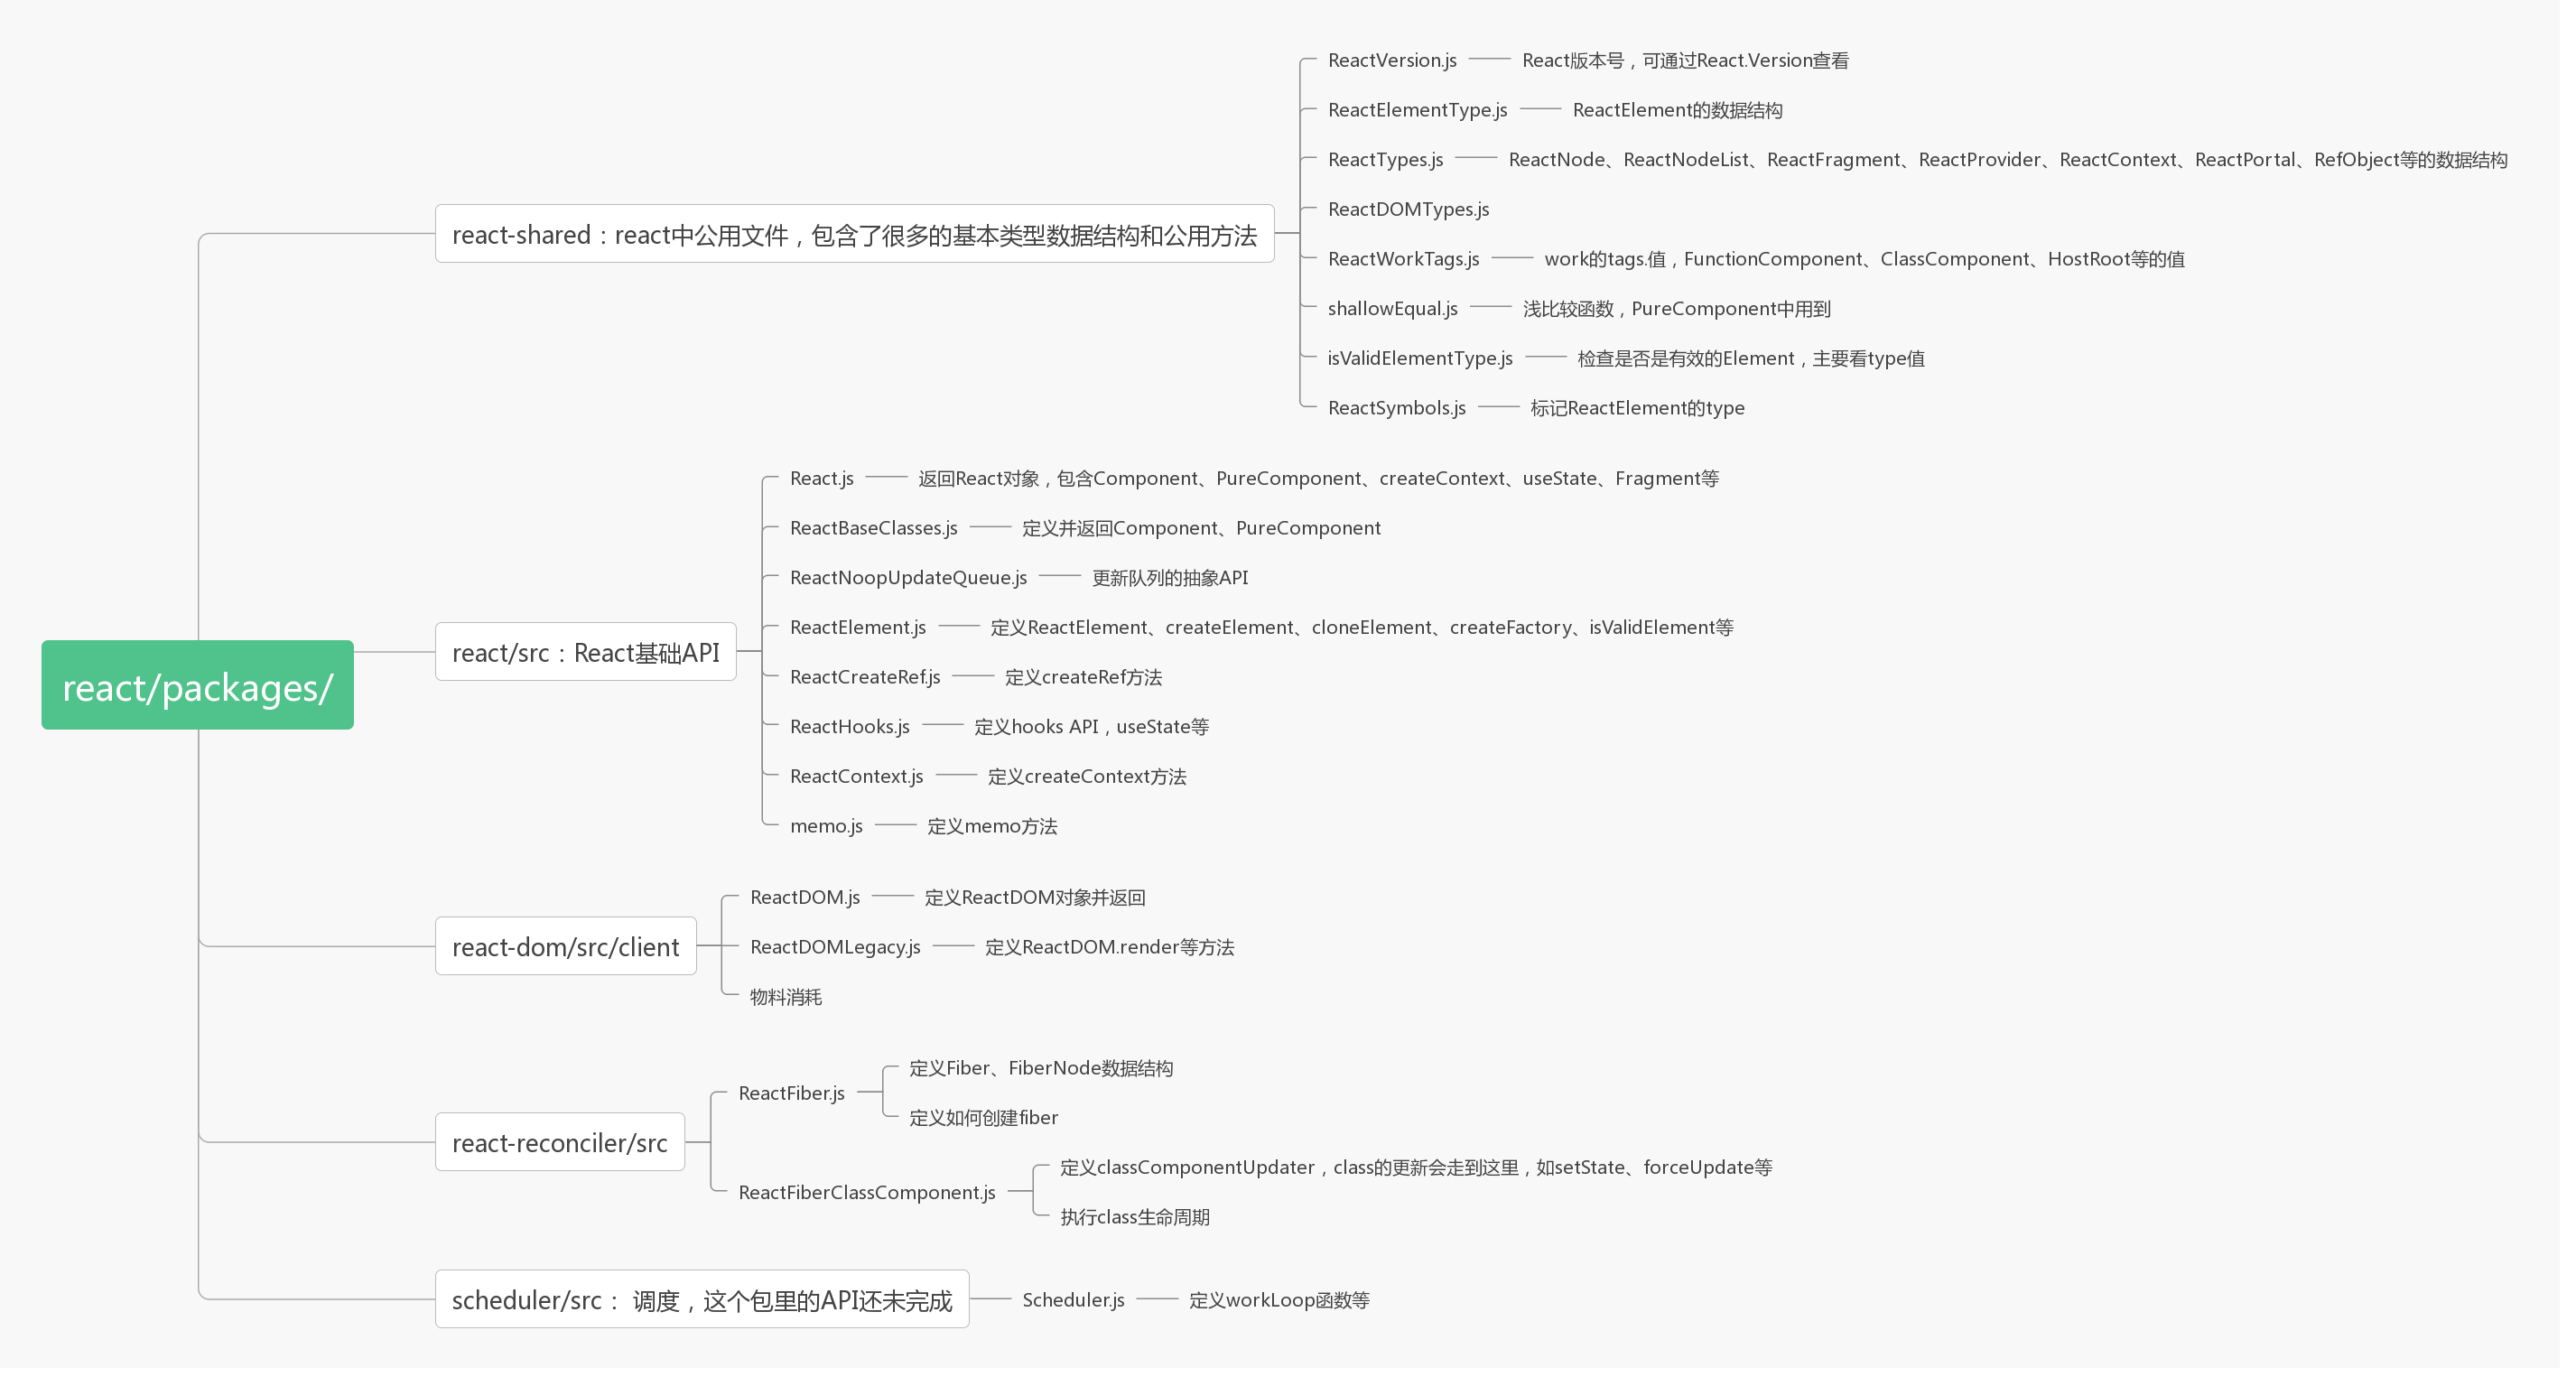 react/packages/
react-shared：react中公用文件，包含了很多的基本类型数据结构和公用方法
ReactVersion.js
React版本号，可通过React.Version查看
ReactElementType.js
ReactElement的数据结构
ReactTypes.js
ReactNode、ReactNodeList、ReactFragment、ReactProvider、ReactContext、ReactPortal、RefObject等的数据结构
ReactDOMTypes.js
ReactWorkTags.js
work的tags.值，FunctionComponent、ClassComponent、HostRoot等的值
shallowEqual.js
浅比较函数，PureComponent中用到
isValidElementType.js
检查是否是有效的Element，主要看type值
ReactSymbols.js
标记ReactElement的type
react/src：React基础API
React.js
返回React对象，包含Component、PureComponent、createContext、useState、Fragment等
ReactBaseClasses.js
定义并返回Component、PureComponent
ReactNoopUpdateQueue.js
更新队列的抽象API
ReactElement.js
定义ReactElement、createElement、cloneElement、createFactory、isValidElement等
ReactCreateRef.js
定义createRef方法
ReactHooks.js
定义hooks API，useState等
ReactContext.js
定义createContext方法
memo.js
定义memo方法
react-dom/src/client
ReactDOM.js
定义ReactDOM对象并返回
ReactDOMLegacy.js
定义ReactDOM.render等方法
物料消耗
react-reconciler/src
ReactFiber.js
定义Fiber、FiberNode数据结构
定义如何创建fiber
ReactFiberClassComponent.js
定义classComponentUpdater，class的更新会走到这里，如setState、forceUpdate等
执行class生命周期
scheduler/src： 调度，这个包里的API还未完成
Scheduler.js
定义workLoop函数等